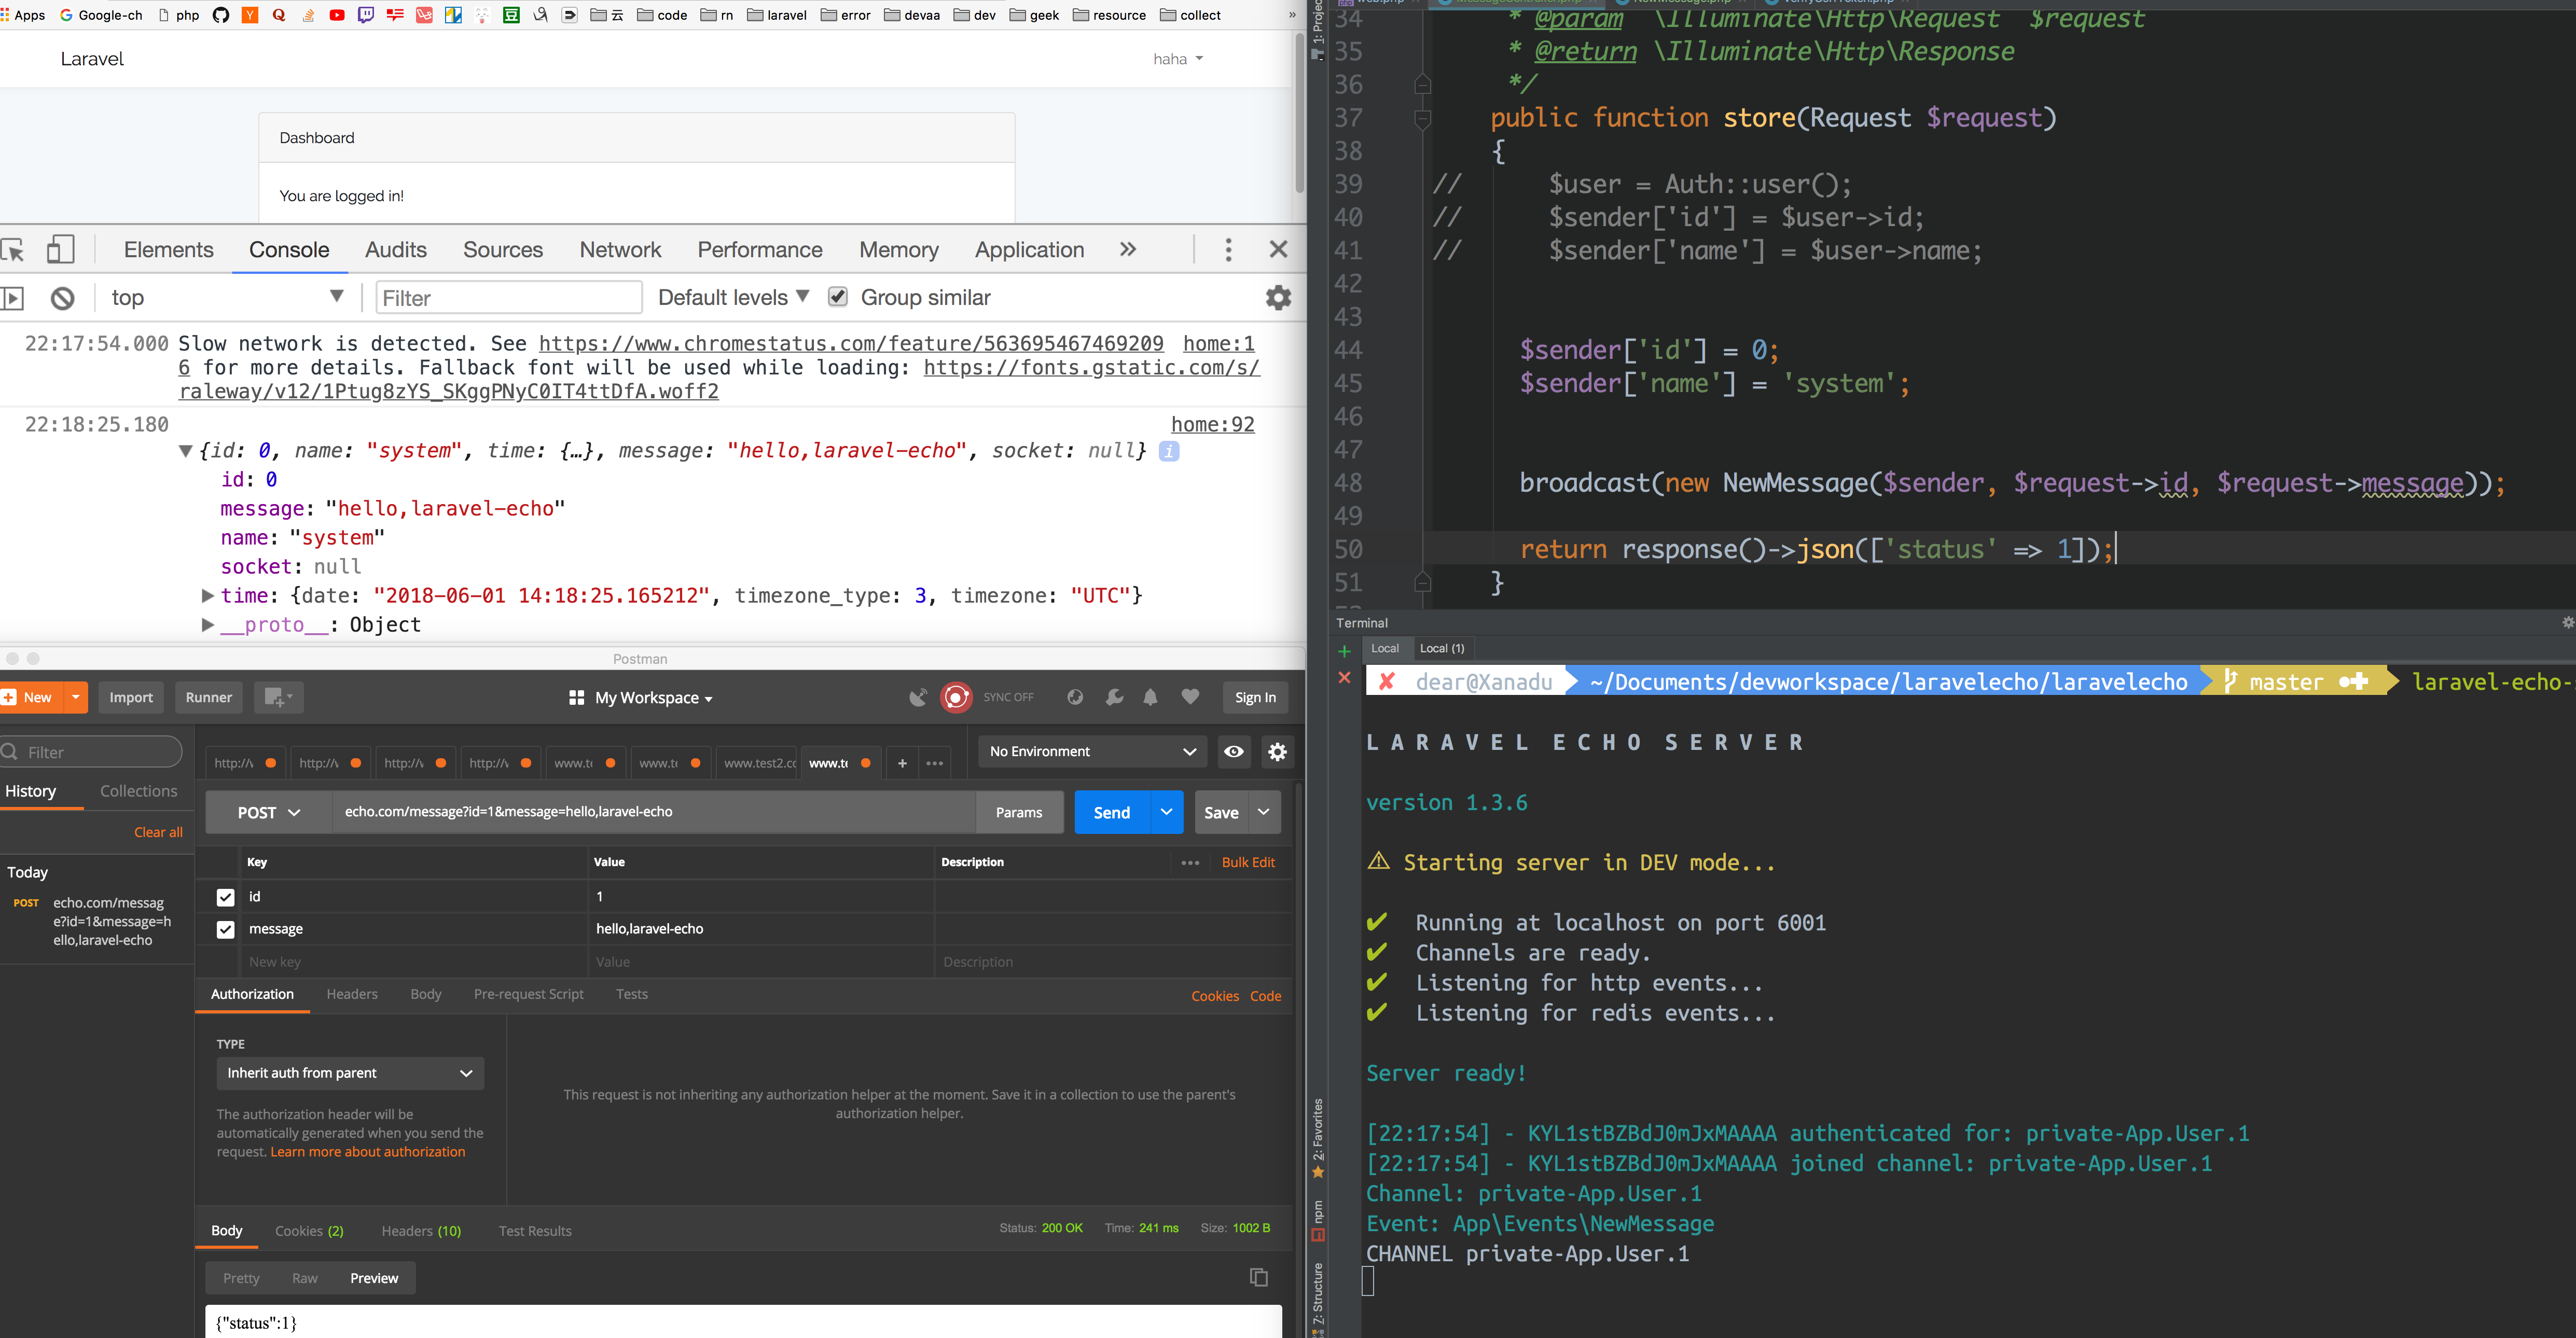 Apps Google-ch php 云 code rn laravel error devaa dev geek resource collect »
Laravel
haha
Dashboard
You are logged in!
Elements Console Audits Sources Network Performance Memory Application »
top Filter Default levels Group similar
22:17:54.000 Slow network is detected. See https://www.chromestatus.com/feature/563695467469209 home:1
6 for more details. Fallback font will be used while loading: https://fonts.gstatic.com/s/
raleway/v12/1Ptug8zYS_SKggPNyC0IT4ttDfA.woff2
22:18:25.180 home:92
{id: 0, name: "system", time: {…}, message: "hello,laravel-echo", socket: null}
id: 0
message: "hello,laravel-echo"
name: "system"
socket: null
time: {date: "2018-06-01 14:18:25.165212", timezone_type: 3, timezone: "UTC"}
__proto__: Object
Postman
New Import Runner My Workspace SYNC OFF Sign In
Filter
http:// http:// http:// http:// www.te www.te www.test2.co www.te + ••• No Environment
History Collections
POST echo.com/message?id=1&message=hello,laravel-echo Params Send Save
Clear all
Key Value Description ••• Bulk Edit
Today
id 1
POST echo.com/messag
e?id=1&message=h
ello,laravel-echo
message hello,laravel-echo
New key Value Description
Authorization Headers Body Pre-request Script Tests Cookies Code
TYPE
Inherit auth from parent
The authorization header will be
automatically generated when you send the
request. Learn more about authorization
This request is not inheriting any authorization helper at the moment. Save it in a collection to use the parent's
authorization helper.
Body Cookies (2) Headers (10) Test Results Status: 200 OK Time: 241 ms Size: 1002 B
Pretty Raw Preview
{"status":1}
1: Projec
34 * @param \Illuminate\Http\Request $request
35 * @return \Illuminate\Http\Response
36 */
37 public function store(Request $request)
38 {
39 // $user = Auth::user();
40 // $sender['id'] = $user->id;
41 // $sender['name'] = $user->name;
42
43
44 $sender['id'] = 0;
45 $sender['name'] = 'system';
46
47
48 broadcast(new NewMessage($sender, $request->id, $request->message));
49
50 return response()->json(['status' => 1]);
51 }
Terminal
Local Local (1)
✘ dear@Xanadu ~/Documents/devworkspace/laravelecho/laravelecho master ●✚ laravel-echo-
L A R A V E L  E C H O  S E R V E R
version 1.3.6
⚠ Starting server in DEV mode...
✔ Running at localhost on port 6001
✔ Channels are ready.
✔ Listening for http events...
✔ Listening for redis events...
Server ready!
[22:17:54] - KYL1stBZBdJ0mJxMAAAA authenticated for: private-App.User.1
[22:17:54] - KYL1stBZBdJ0mJxMAAAA joined channel: private-App.User.1
Channel: private-App.User.1
Event: App\Events\NewMessage
CHANNEL private-App.User.1
2: Favorites
npm
Z: Structure